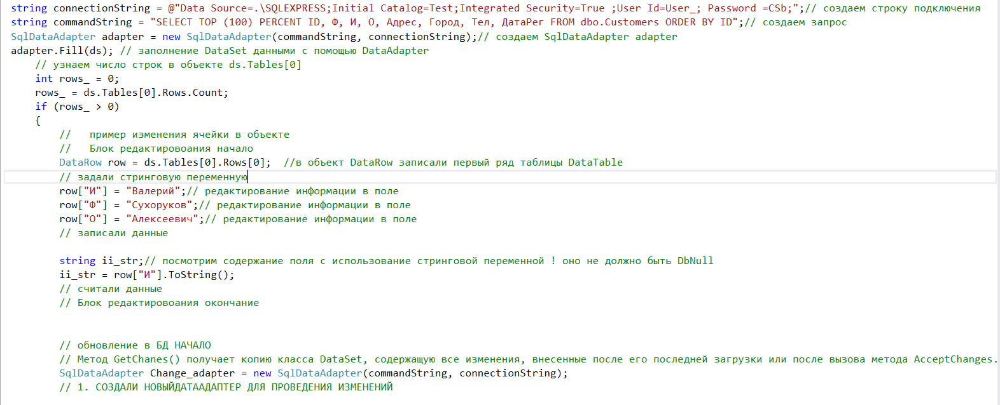 string connectionString = @"Data Source=.\SQLEXPRESS;Initial Catalog=Test;Integrated Security=True ;User Id=User_; Password =CSb;";// создаем строку подключения
string commandString = "SELECT TOP (100) PERCENT ID, Ф, И, О, Адрес, Город, Тел, ДатаРег FROM dbo.Customers ORDER BY ID";// создаем запрос
SqlDataAdapter adapter = new SqlDataAdapter(commandString, connectionString);// создаем SqlDataAdapter adapter
adapter.Fill(ds); // заполнение DataSet данными с помощью DataAdapter
// узнаем число строк в объекте ds.Tables[0]
int rows_ = 0;
rows_ = ds.Tables[0].Rows.Count;
if (rows_ > 0)
{
//   пример изменения ячейки в объекте
//   Блок редактировоания начало
DataRow row = ds.Tables[0].Rows[0];  //в объект DataRow записали первый ряд таблицы DataTable
// задали стринговую переменную
row["И"] = "Валерий";// редактирование информации в поле
row["Ф"] = "Сухоруков";// редактирование информации в поле
row["О"] = "Алексеевич";// редактирование информации в поле
// записали данные
string ii_str;// посмотрим содержание поля с использование стринговой переменной ! оно не должно быть DbNull
ii_str = row["И"].ToString();
// считали данные
// Блок редактировоания окончание
// обновление в БД НАЧАЛО
// Метод GetChanes() получает копию класса DataSet, содержащую все изменения, внесенные после его последней загрузки или после вызова метода AcceptChanges.
SqlDataAdapter Change_adapter = new SqlDataAdapter(commandString, connectionString);
// 1. СОЗДАЛИ НОВЫЙДАТААДАПТЕР ДЛЯ ПРОВЕДЕНИЯ ИЗМЕНЕНИЙ